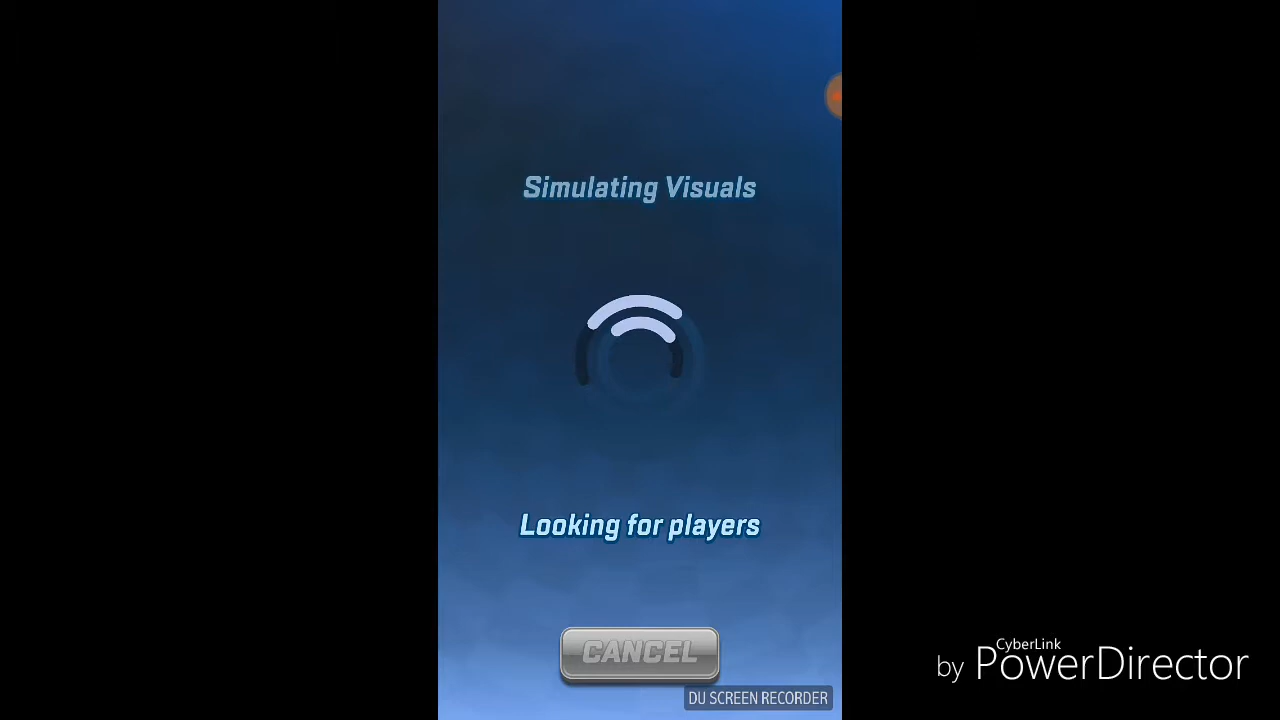 Simulating Visuals
Looking for players
CANCEL
DU SCREEN RECORDER
CyberLink
by PowerDirector